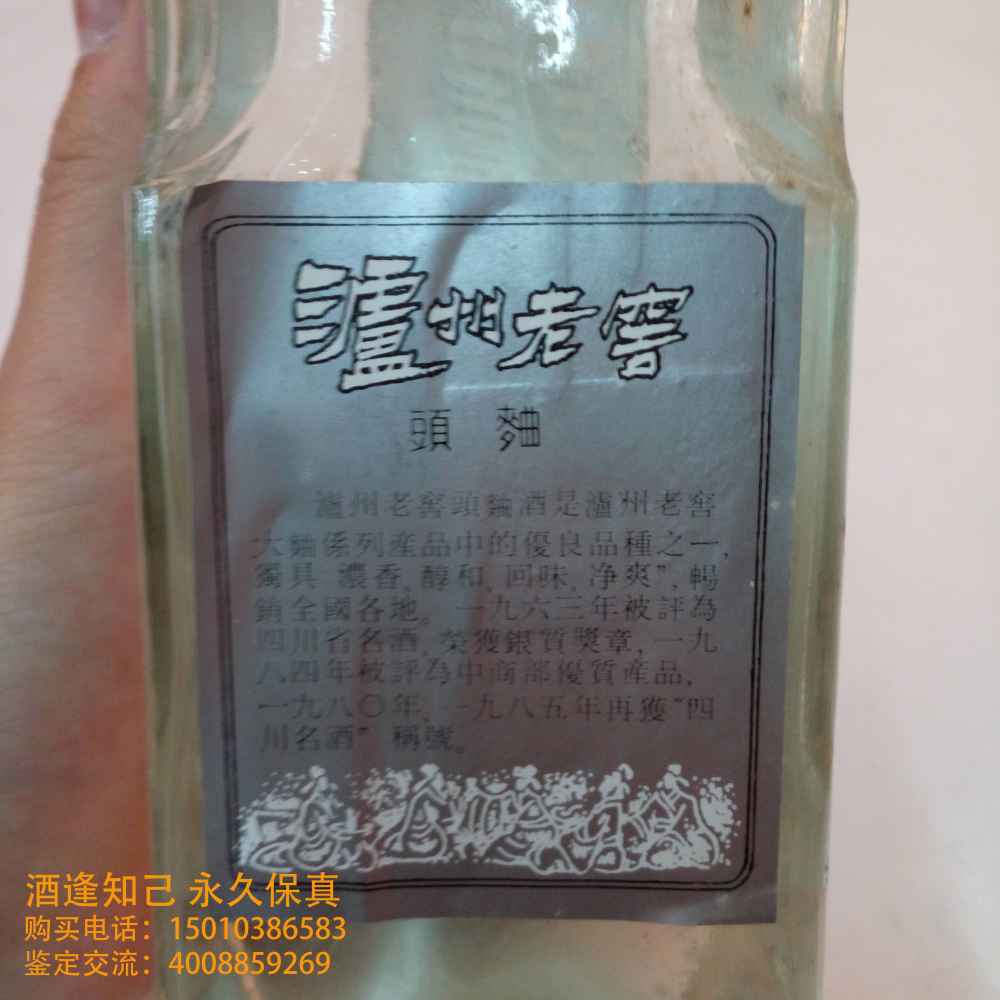 瀘州老窖
頭麯
瀘州老窖頭麯酒是瀘州老窖
大麯係列產品中的優良品種之一,
獨具"濃香,醇和,回味,净爽",暢
銷全國各地。一九六三年被評為
四川省名酒,榮獲銀質獎章,一九
八四年被評為中商部優質產品,
一九八〇年,一九八五年再獲"四
川名酒"稱號。
酒逢知己 永久保真
购买电话：15010386583
鉴定交流：4008859269